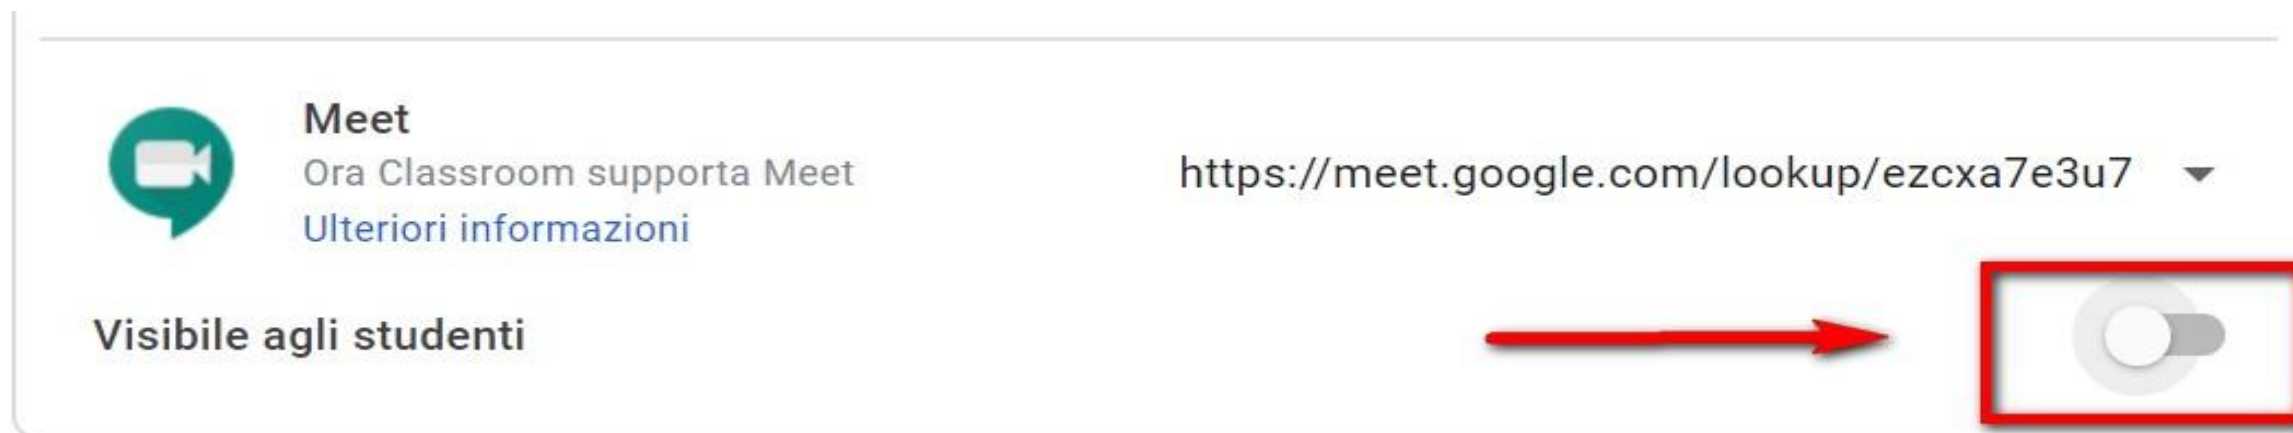 Meet
Ora Classroom supporta Meet
https://meet.google.com/lookup/ezcxa7e3u7
Ulteriori informazioni
Visibile agli studenti